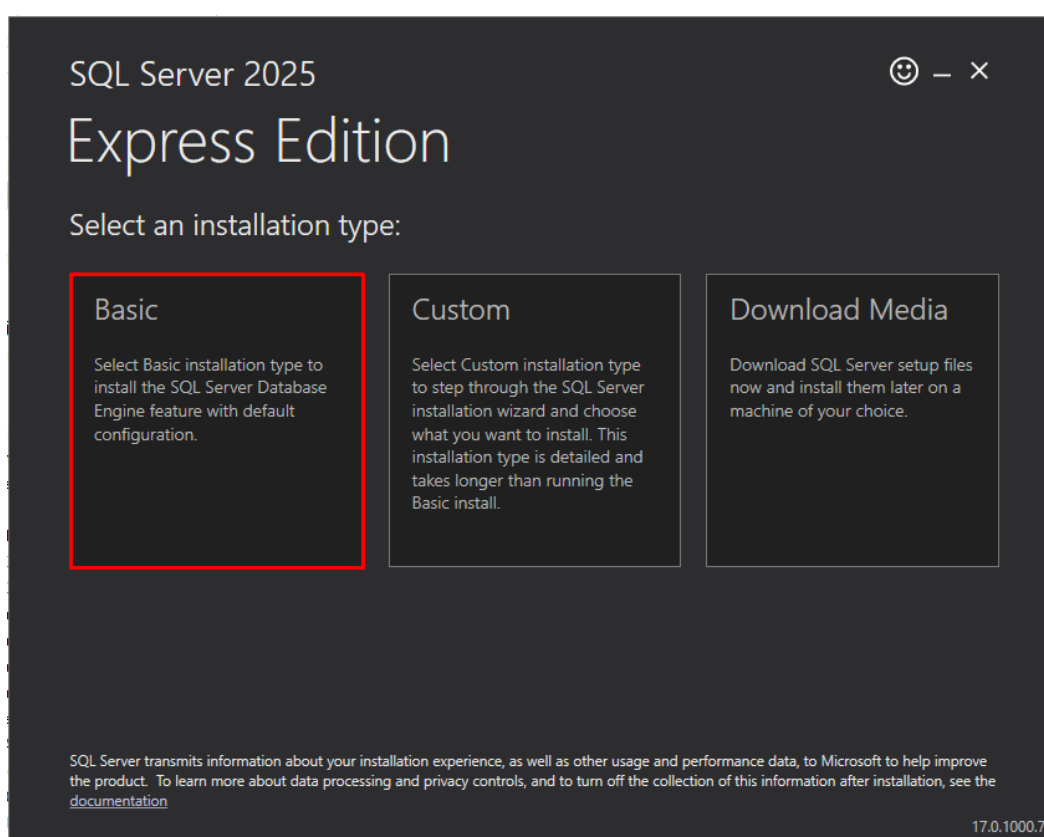 SQL Server 2025
Express Edition
Select an installation type:
Basic
Select Basic installation type to
install the SQL Server Database
Engine feature with default
configuration.
Custom
Select Custom installation type
to step through the SQL Server
installation wizard and choose
what you want to install. This
installation type is detailed and
takes longer than running the
Basic install.
Download Media
Download SQL Server setup files
now and install them later on a
machine of your choice.
SQL Server transmits information about your installation experience, as well as other usage and performance data, to Microsoft to help improve
the product.  To learn more about data processing and privacy controls, and to turn off the collection of this information after installation, see the
documentation
17.0.1000.7